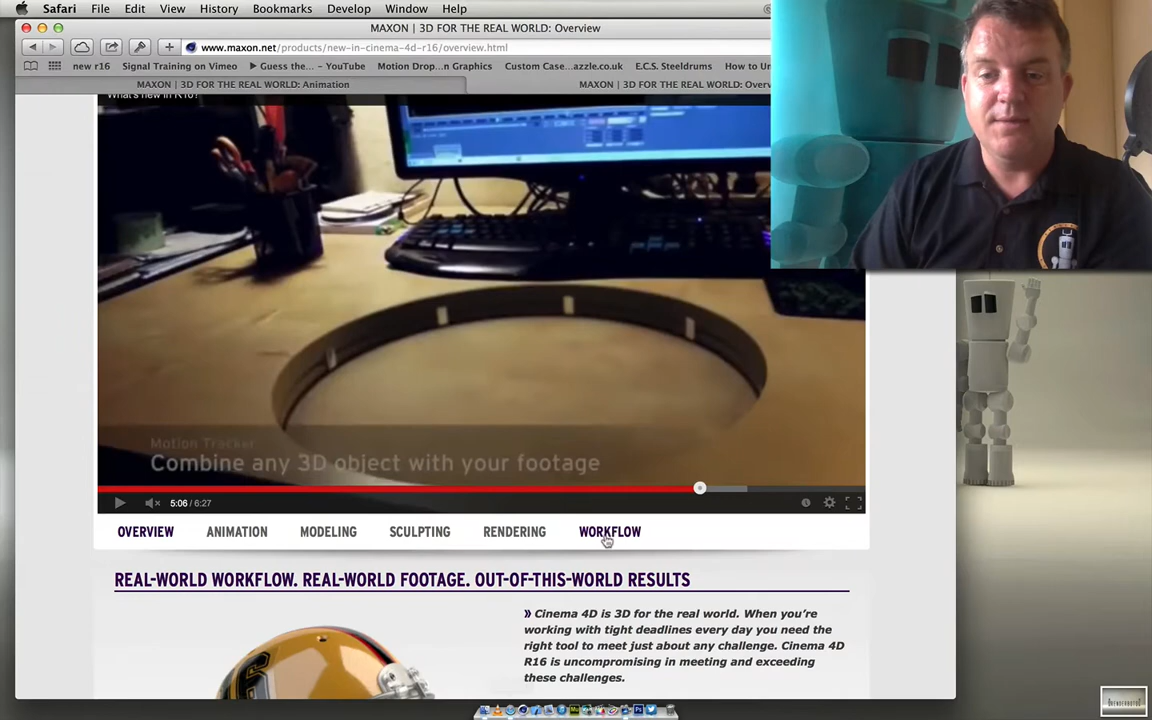 Safari File Edit View History Bookmarks Develop Window Help
MAXON | 3D FOR THE REAL WORLD: Overview
www.maxon.net/products/new-in-cinema-4d-r16/overview.html
new r16 Signal Training on Vimeo ▶ Guess the... – YouTube Motion Drop...n Graphics Custom Case...azzle.co.uk E.C.S. Steeldrums How to Un
MAXON | 3D FOR THE REAL WORLD: Animation MAXON | 3D FOR THE REAL WORLD: Overv
What's new in R16?
Motion Tracker
Combine any 3D object with your footage
5:06 / 6:27
OVERVIEW ANIMATION MODELING SCULPTING RENDERING WORKFLOW
REAL-WORLD WORKFLOW. REAL-WORLD FOOTAGE. OUT-OF-THIS-WORLD RESULTS
» Cinema 4D is 3D for the real world. When you're
working with tight deadlines every day you need the
right tool to meet just about any challenge. Cinema 4D
R16 is uncompromising in meeting and exceeding
these challenges.